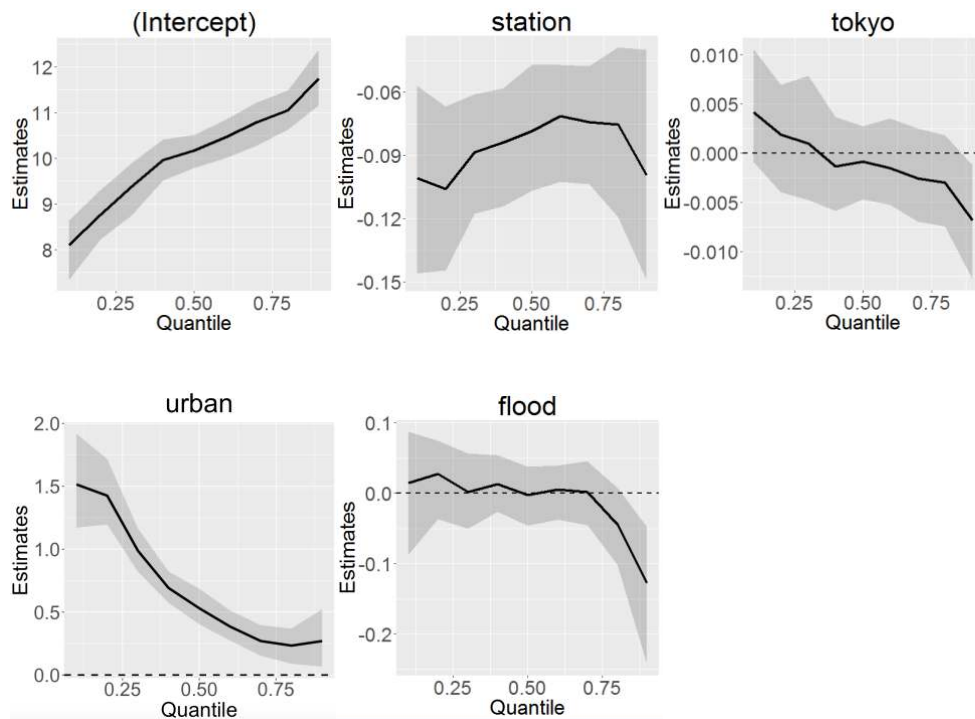 (Intercept)
Estimates
12
11
10
9
8
0.25 0.50 0.75
Quantile
station
Estimates
-0.06
-0.09
-0.12
-0.15
0.25 0.50 0.75
Quantile
tokyo
Estimates
0.010
0.005
0.000
-0.005
-0.010
0.25 0.50 0.75
Quantile
urban
Estimates
2.0
1.5
1.0
0.5
0.0
0.25 0.50 0.75
Quantile
flood
Estimates
0.1
0.0
-0.1
-0.2
0.25 0.50 0.75
Quantile